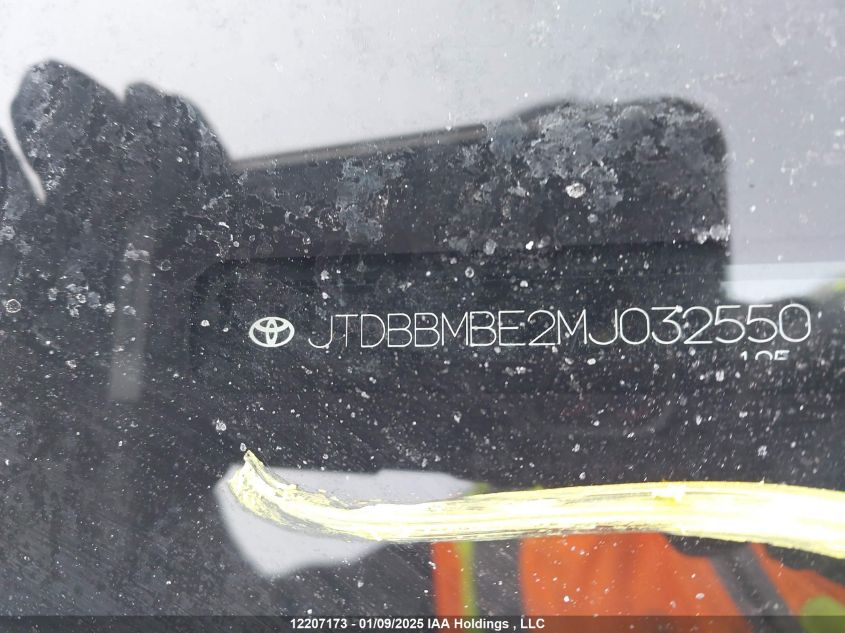 JTDBBMBE2MJ032550
12207173 - 01/09/2025 IAA Holdings , LLC